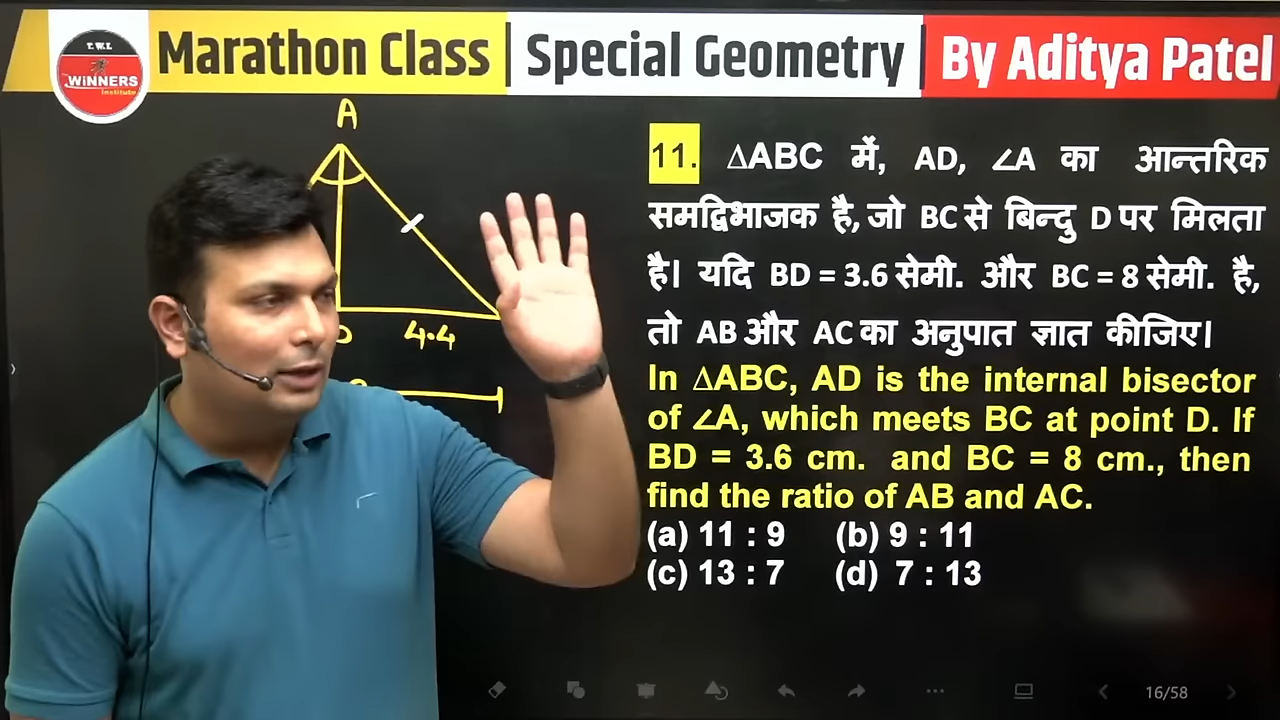 T.W.I.
WINNERS
Institute
Marathon Class | Special Geometry By Aditya Patel
A
D
4.4
11. ∆ABC में, AD, ∠A का आन्तरिक
समद्विभाजक है, जो BC से बिन्दु D पर मिलता
है। यदि BD = 3.6 सेमी. और BC = 8 सेमी. है,
तो AB और AC का अनुपात ज्ञात कीजिए।
In ∆ABC, AD is the internal bisector
of ∠A, which meets BC at point D. If
BD = 3.6 cm. and BC = 8 cm., then
find the ratio of AB and AC.
(a) 11 : 9 (b) 9 : 11
(c) 13 : 7 (d) 7 : 13
16/58